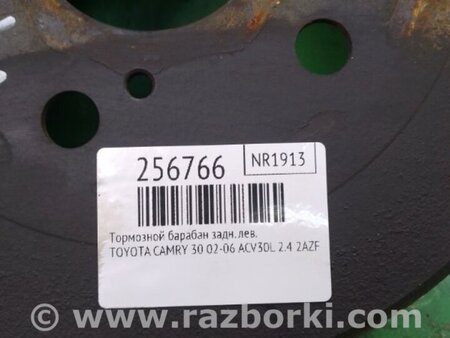 256766
NR1913
Тормозной барабан задн. лев.
TOYOTA CAMRY 30 02-06 ACV30L 2.4 2AZF
© www.razborki.com/